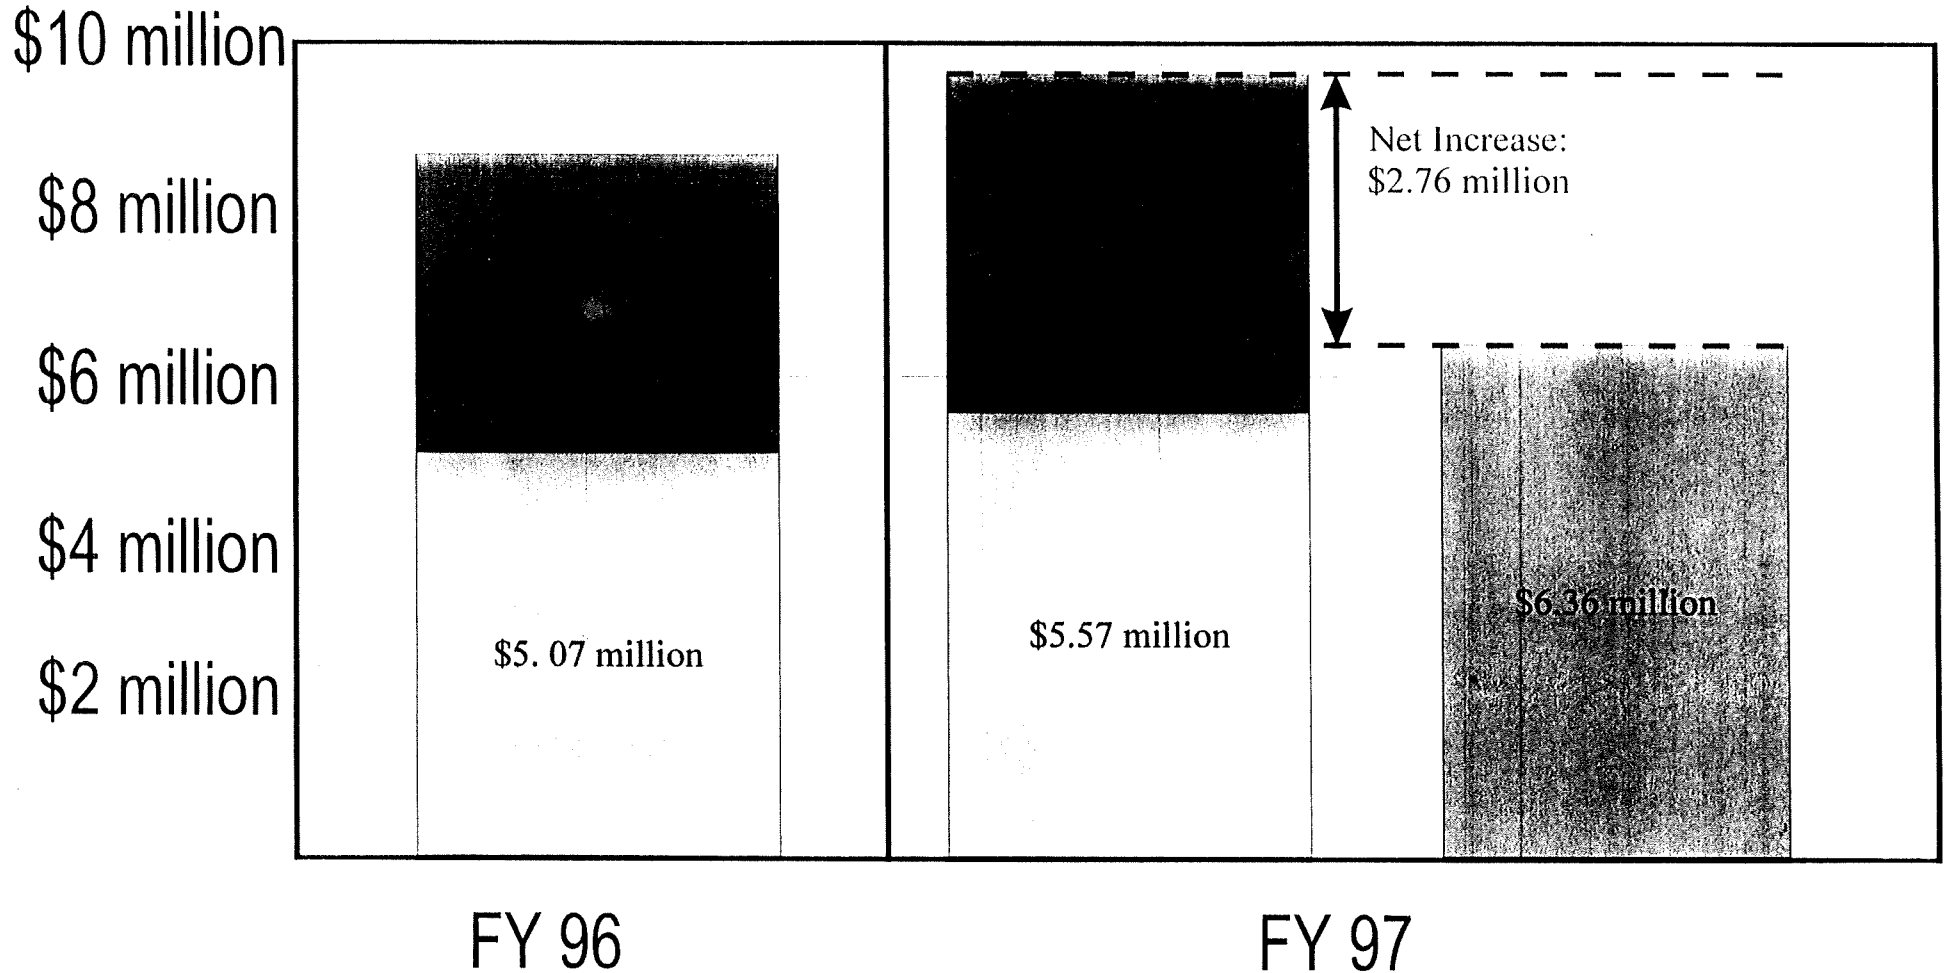 $10 million
$8 million
$6 million
$4 million
$2 million
Net Increase:
$2.76 million
$5. 07 million
$5.57 million
$6.36 million
FY 96
FY 97